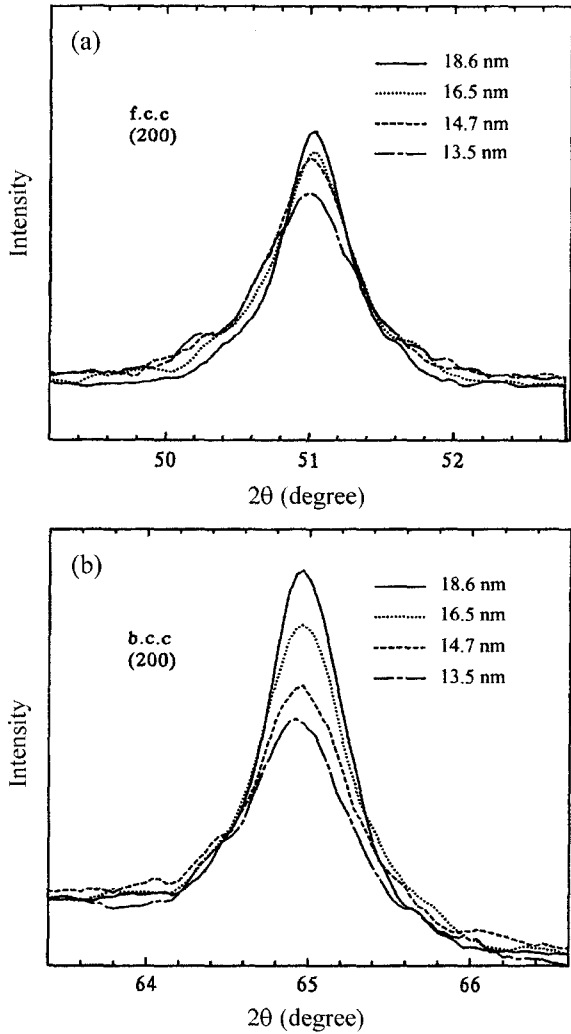 (a)
f.c.c
(200)
18.6 nm
16.5 nm
14.7 nm
13.5 nm
Intensity
50 51 52
2θ (degree)
(b)
b.c.c
(200)
18.6 nm
16.5 nm
14.7 nm
13.5 nm
Intensity
64 65 66
2θ (degree)